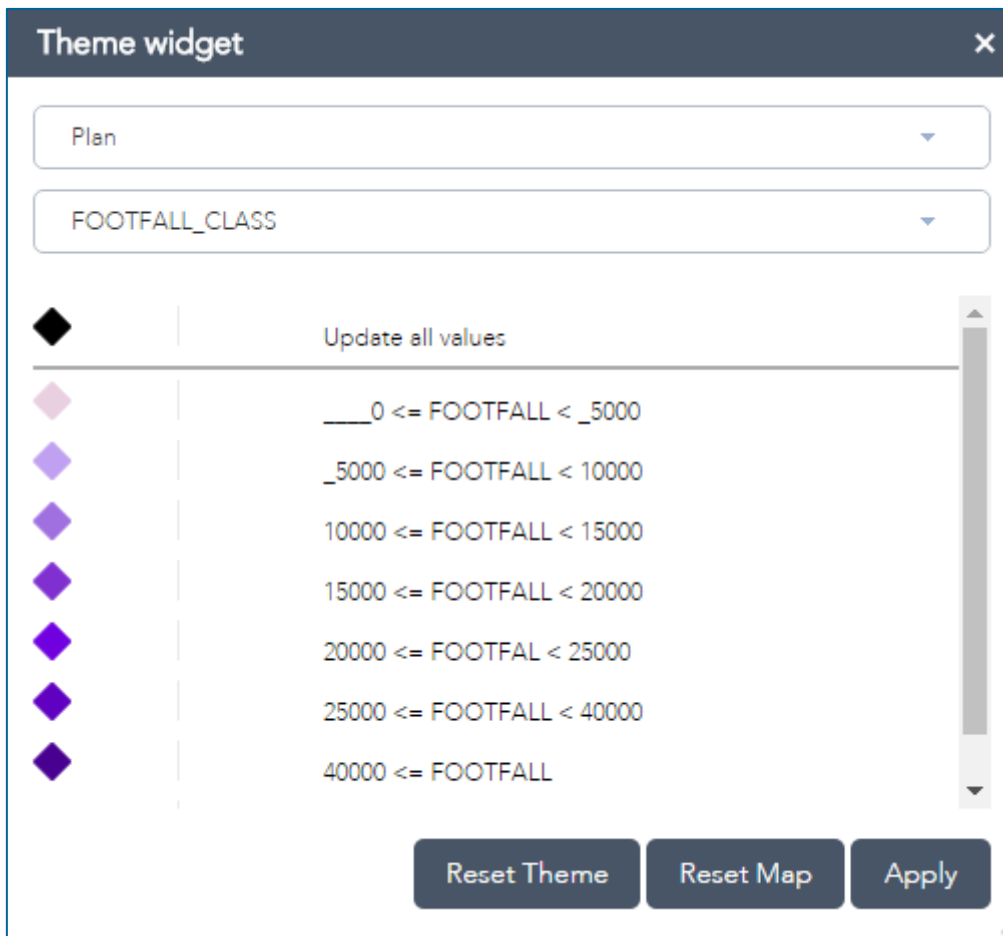 Theme widget
Plan
FOOTFALL_CLASS
Update all values
____0 <= FOOTFALL < _5000
_5000 <= FOOTFALL < 10000
10000 <= FOOTFALL < 15000
15000 <= FOOTFALL < 20000
20000 <= FOOTFAL < 25000
25000 <= FOOTFALL < 40000
40000 <= FOOTFALL
Reset Theme Reset Map Apply